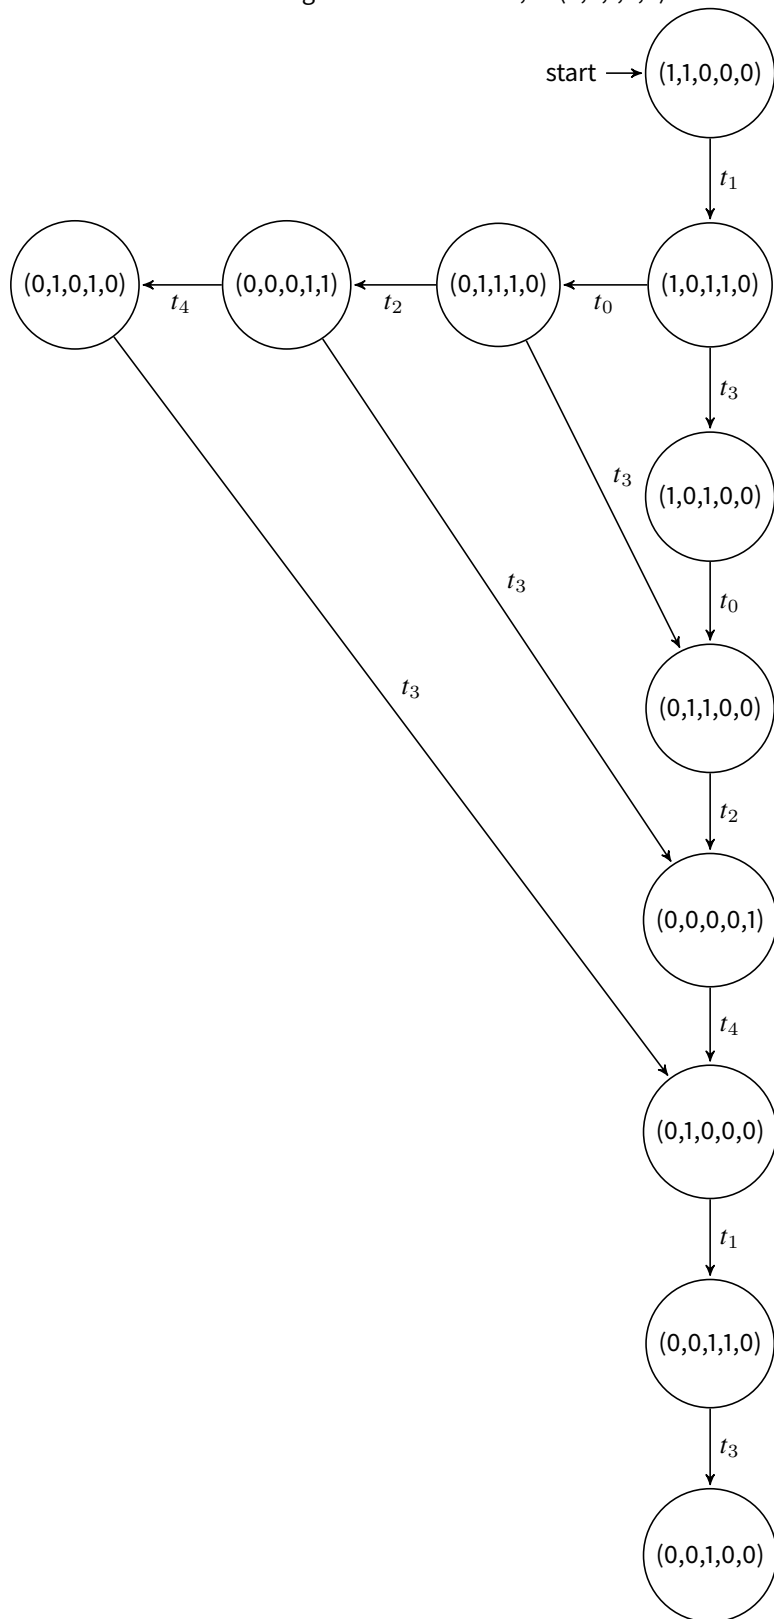 start (1,1,0,0,0)
t₁
(0,1,0,1,0) (0,0,0,1,1) (0,1,1,1,0) (1,0,1,1,0)
t₄ t₂ t₀
t₃
t₃
(1,0,1,0,0)
t₃
t₀
t₃
(0,1,1,0,0)
t₂
(0,0,0,0,1)
t₄
(0,1,0,0,0)
t₁
(0,0,1,1,0)
t₃
(0,0,1,0,0)